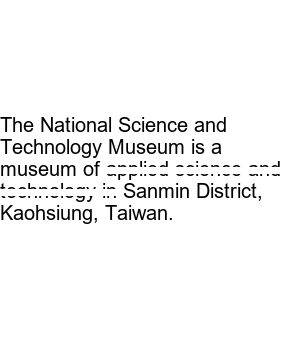 The National Science and
Technology Museum is a
museum of
Sanmin District,
Kaohsiung, Taiwan.